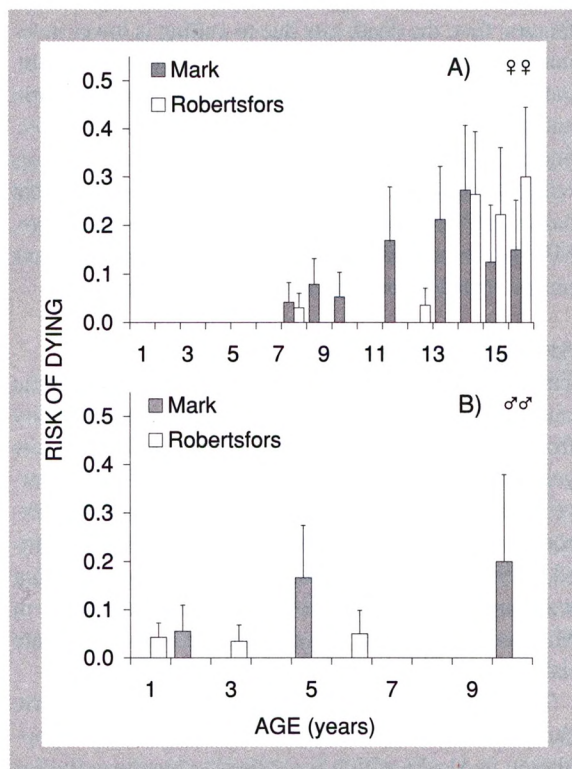 A) ♀♀
Mark
Robertsfors
0.5
0.4
0.3
0.2
0.1
0.0
1 3 5 7 9 11 13 15
RISK OF DYING
B) ♂♂
Mark
Robertsfors
0.5
0.4
0.3
0.2
0.1
0.0
1 3 5 7 9
AGE (years)